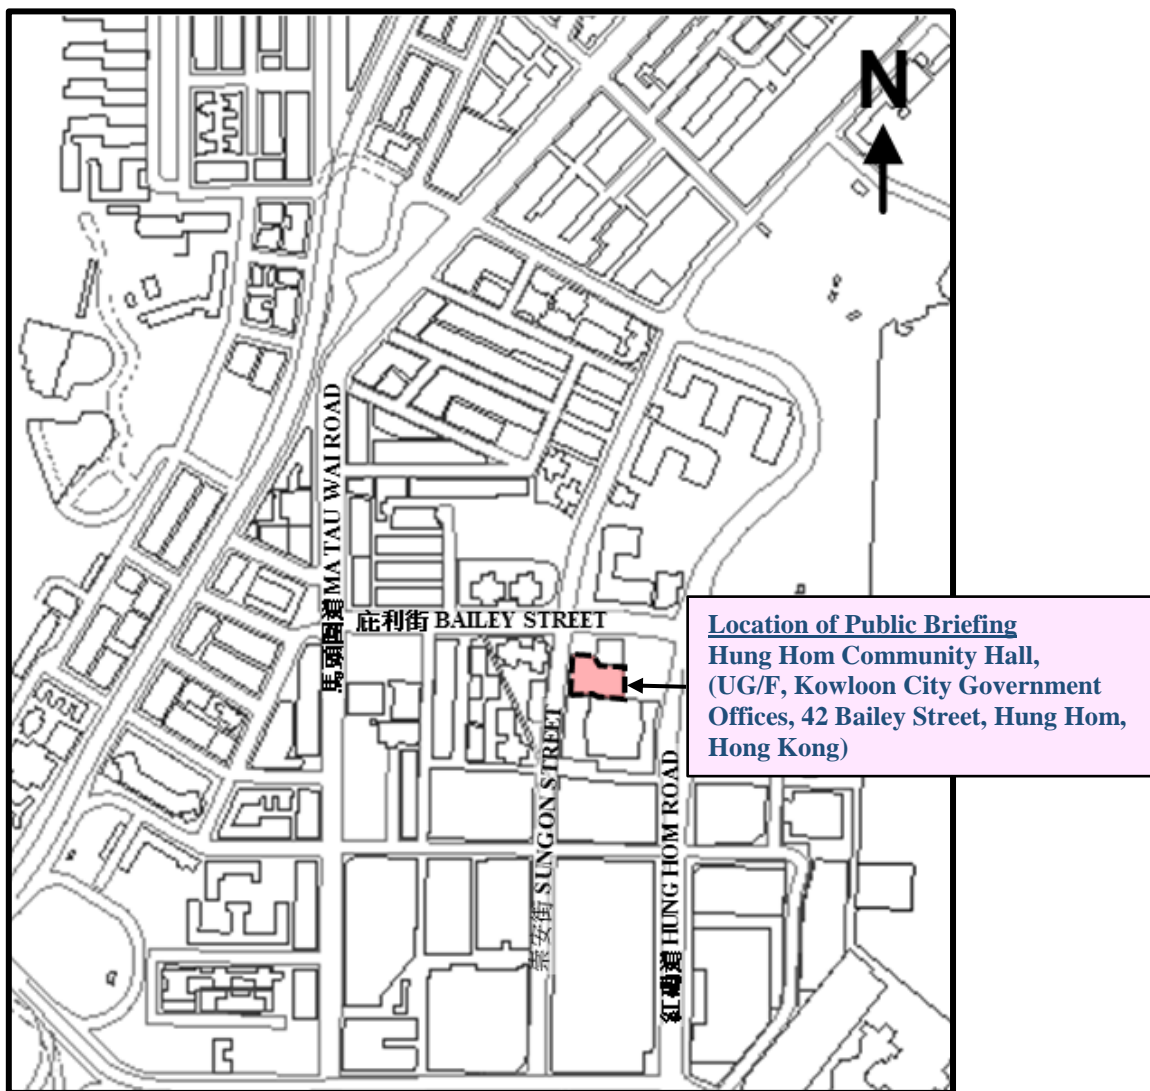 N
馬頭圍道 MA TAU WAI ROAD
庇利街 BAILEY STREET
Location of Public Briefing
Hung Hom Community Hall,
(UG/F, Kowloon City Government
Offices, 42 Bailey Street, Hung Hom,
Hong Kong)
崇安街 SUNG ON STREET
紅磡道 HUNG HOM ROAD